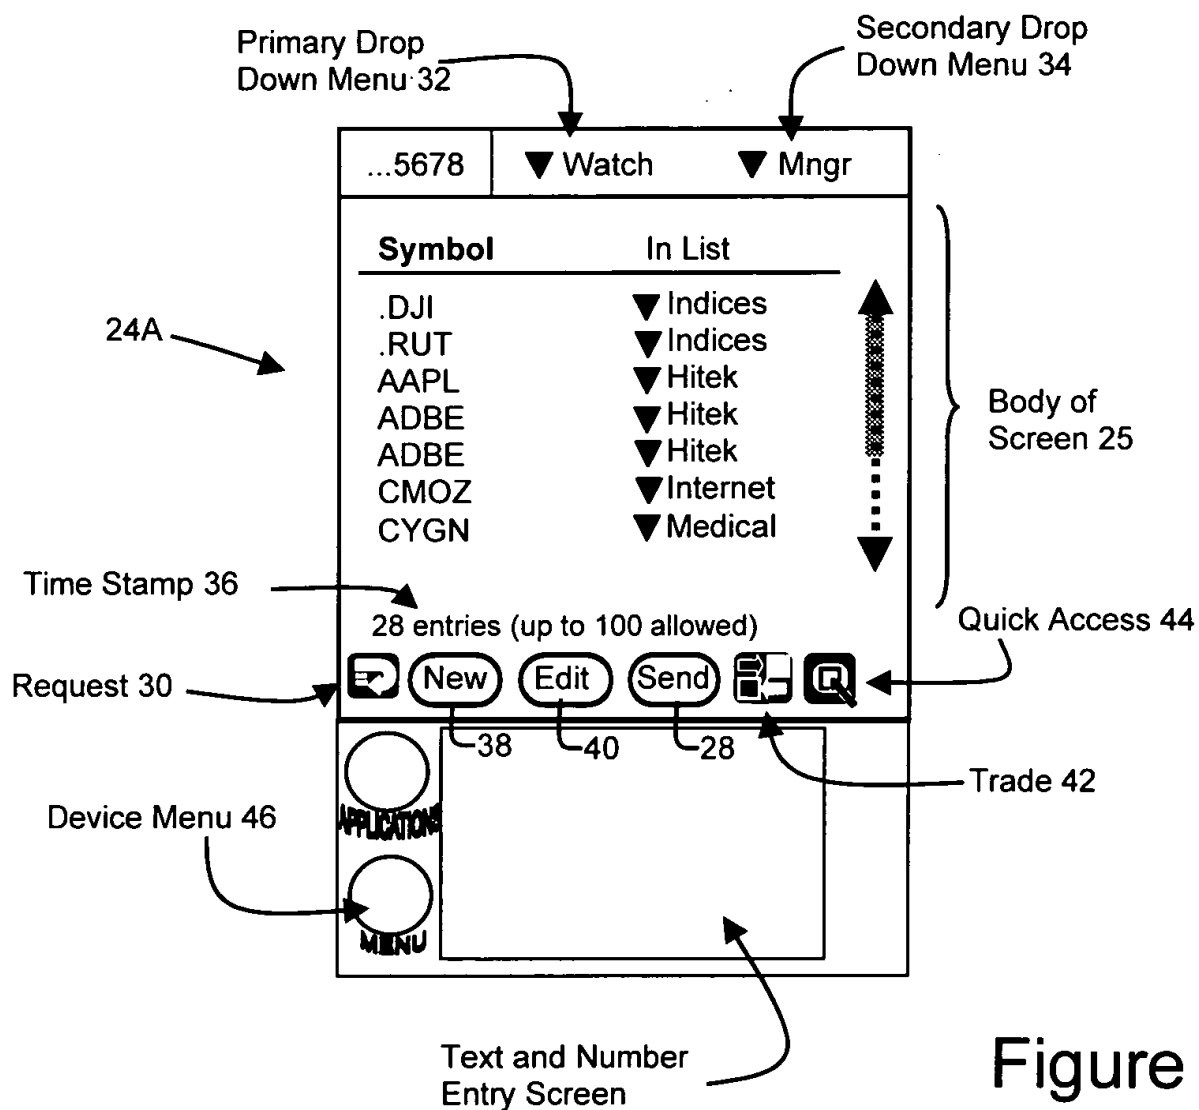 Primary Drop
Down Menu 32
Secondary Drop
Down Menu 34
...5678
▼ Watch
▼ Mngr
Symbol
In List
.DJI
▼ Indices
.RUT
▼ Indices
AAPL
▼ Hitek
ADBE
▼ Hitek
ADBE
▼ Hitek
CMOZ
▼ Internet
CYGN
▼ Medical
24A
Body of
Screen 25
Time Stamp 36
28 entries (up to 100 allowed)
Quick Access 44
Request 30
New
Edit
Send
38
40
28
Trade 42
APPLICATIONS
Device Menu 46
MENU
Text and Number
Entry Screen
Figure